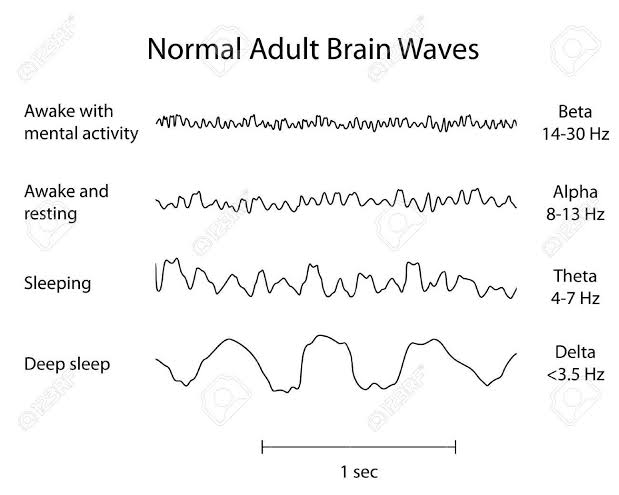 Normal Adult Brain Waves
Awake with
mental activity
Beta
14-30 Hz
Awake and
resting
Alpha
8-13 Hz
Sleeping
Theta
4-7 Hz
Deep sleep
Delta
<3.5 Hz
1 sec
123RF